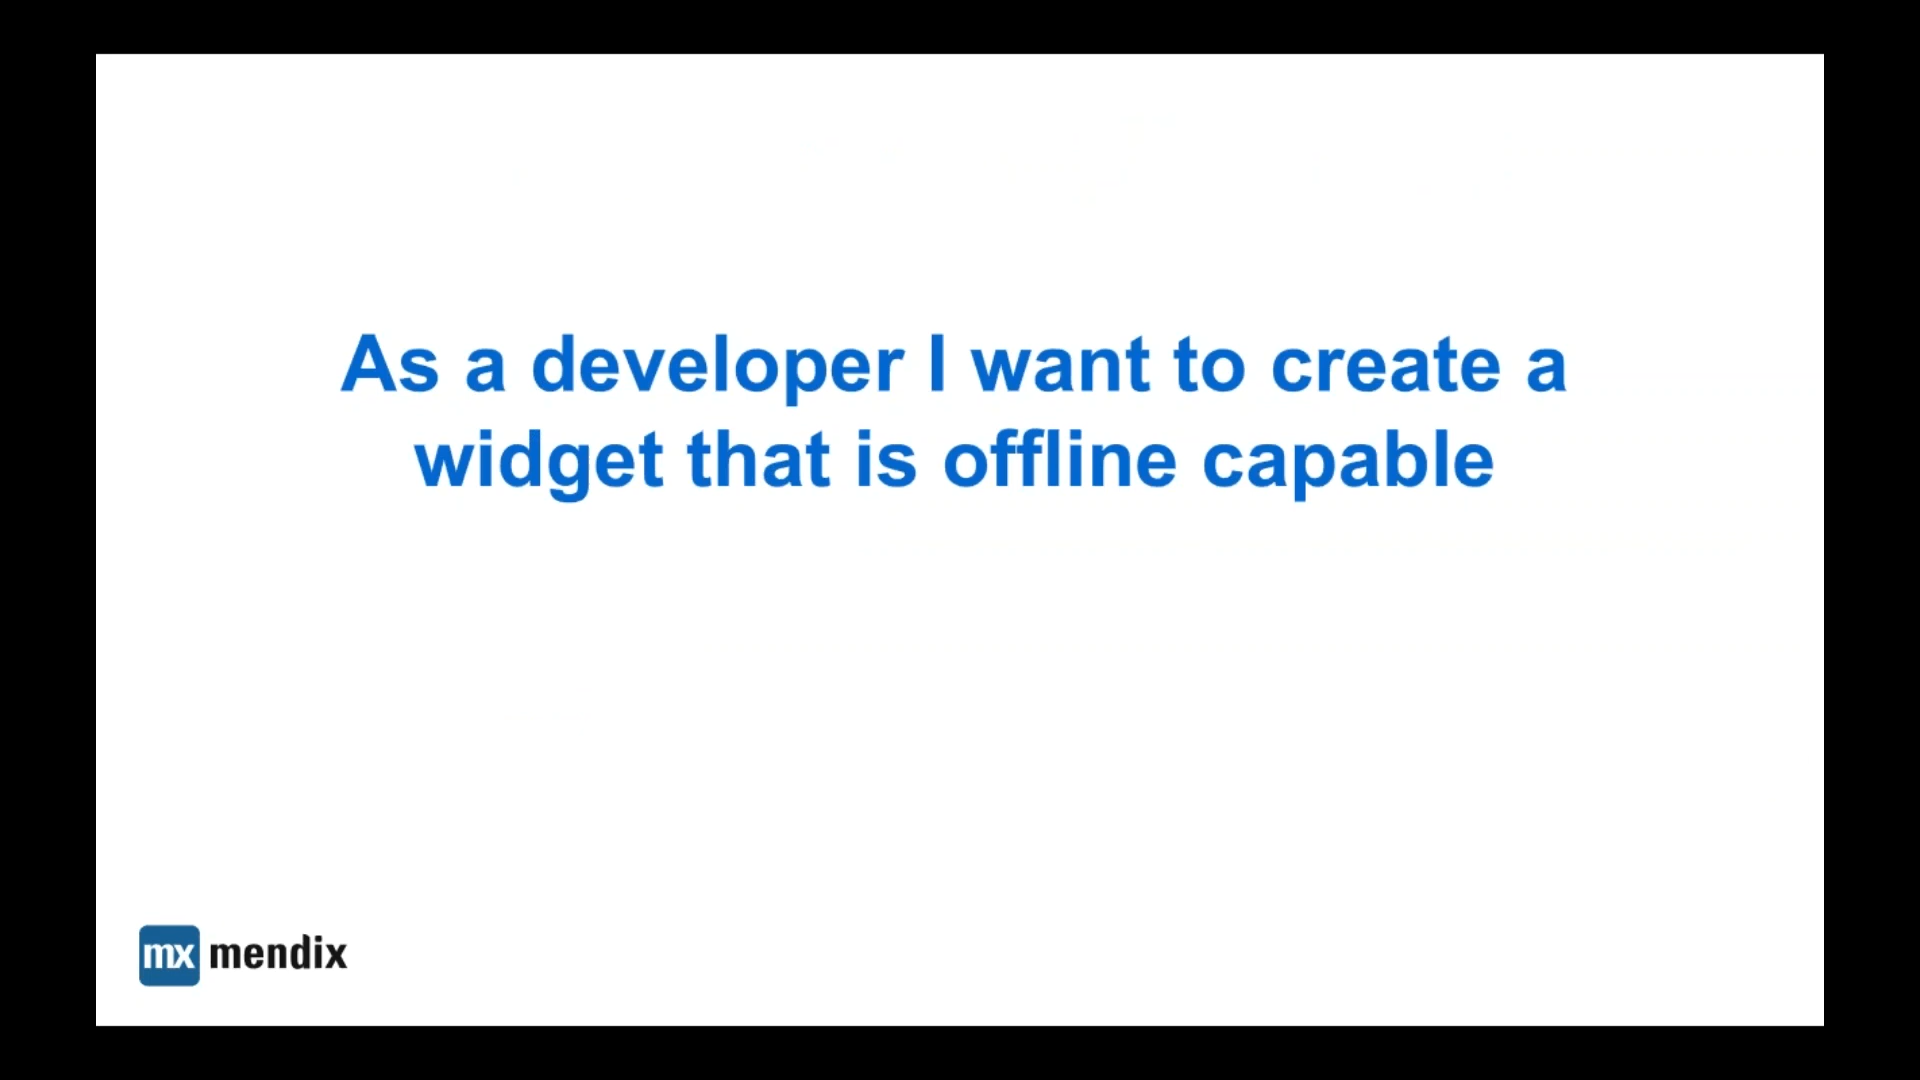 As a developer I want to create a
widget that is offline capable
mx mendix